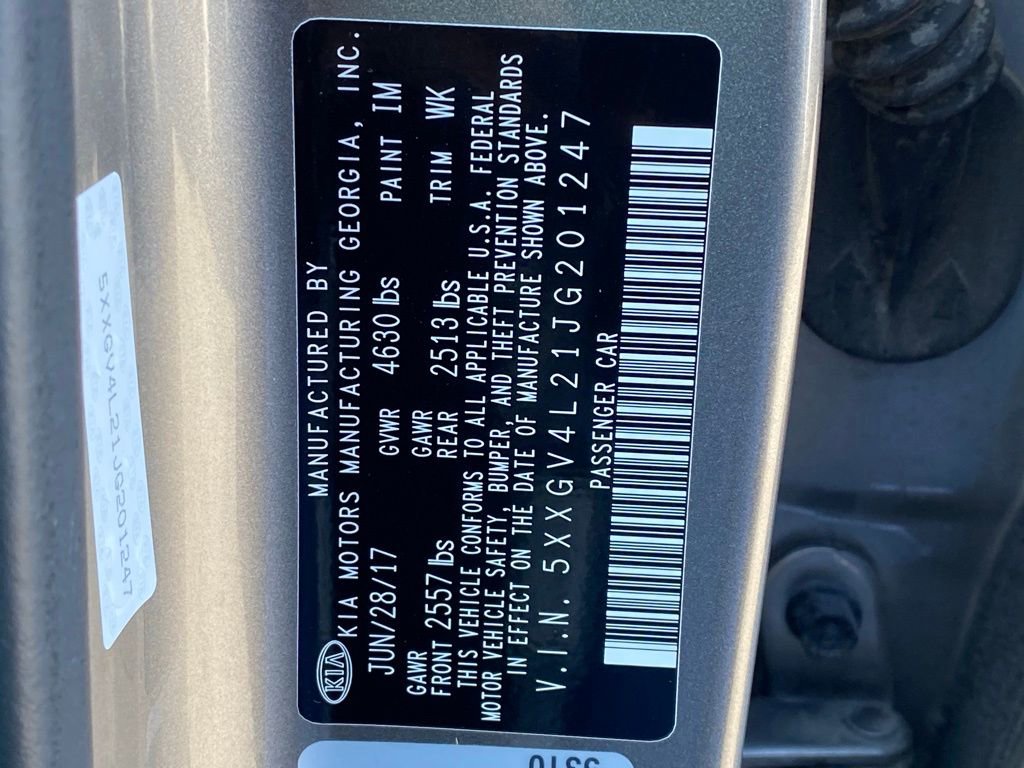 KIA
MANUFACTURED BY
KIA MOTORS MANUFACTURING GEORGIA, INC.
JUN/28/17 GVWR 4630 lbs PAINT IM
GAWR FRONT 2557 lbs GAWR REAR 2513 lbs TRIM WK
THIS VEHICLE CONFORMS TO ALL APPLICABLE U.S.A. FEDERAL
MOTOR VEHICLE SAFETY, BUMPER, AND THEFT PREVENTION STANDARDS
IN EFFECT ON THE DATE OF MANUFACTURE SHOWN ABOVE.
V.I.N. 5XXGV4L21JG201247
PASSENGER CAR
5XXGV4L21JG201247